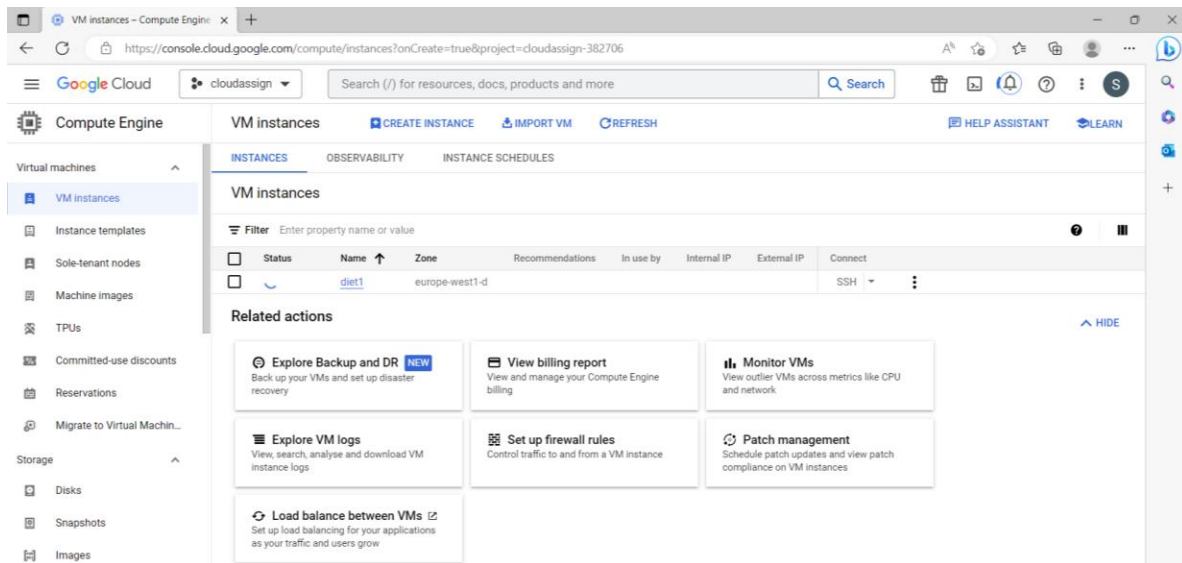 VM instances – Compute Engine
https://console.cloud.google.com/compute/instances?onCreate=true&project=cloudassign-382706
Google Cloud
cloudassign
Search (/) for resources, docs, products and more
Search
S
Compute Engine
VM instances
CREATE INSTANCE
IMPORT VM
REFRESH
HELP ASSISTANT
LEARN
Virtual machines
VM instances
Instance templates
Sole-tenant nodes
Machine images
TPUs
Committed-use discounts
Reservations
Migrate to Virtual Machin...
Storage
Disks
Snapshots
Images
INSTANCES
OBSERVABILITY
INSTANCE SCHEDULES
VM instances
Filter Enter property name or value
Status Name Zone Recommendations In use by Internal IP External IP Connect
diet1 europe-west1-d SSH
Related actions
HIDE
Explore Backup and DR NEW
Back up your VMs and set up disaster
recovery
View billing report
View and manage your Compute Engine
billing
Monitor VMs
View outlier VMs across metrics like CPU
and network
Explore VM logs
View, search, analyse and download VM
instance logs
Set up firewall rules
Control traffic to and from a VM instance
Patch management
Schedule patch updates and view patch
compliance on VM instances
Load balance between VMs
Set up load balancing for your applications
as your traffic and users grow